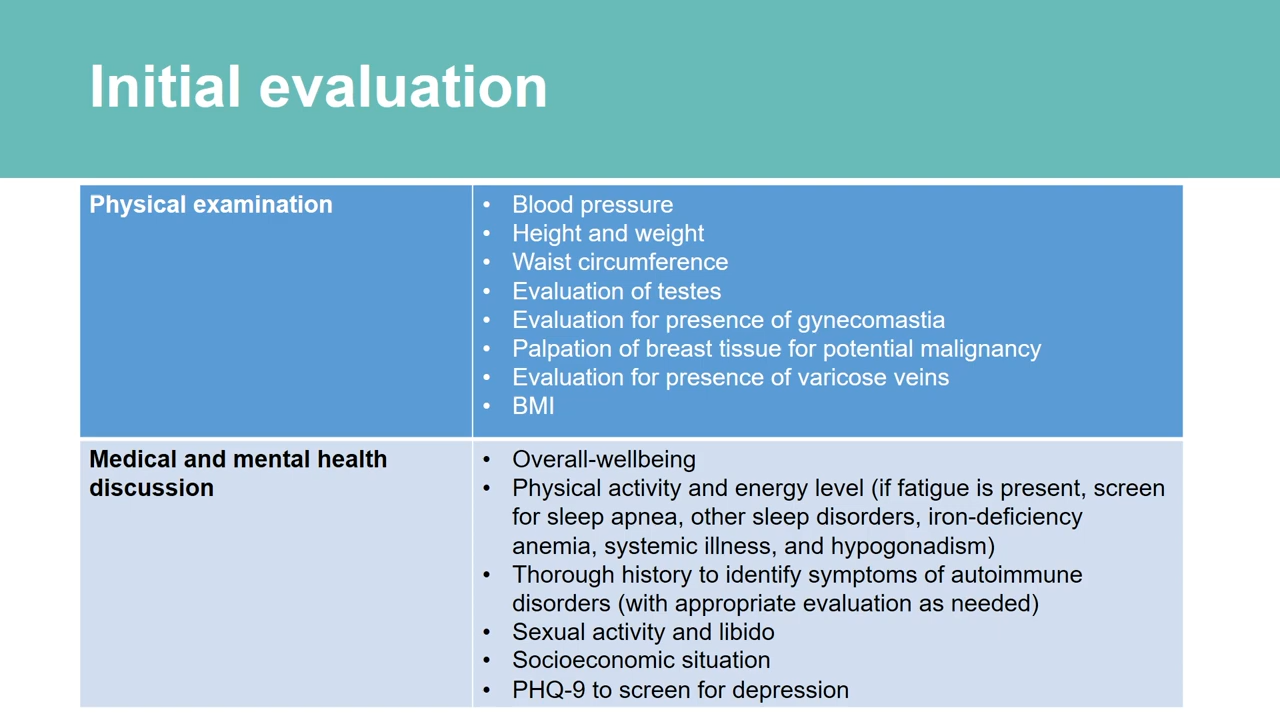 Initial evaluation
Physical examination
• Blood pressure
• Height and weight
• Waist circumference
• Evaluation of testes
• Evaluation for presence of gynecomastia
• Palpation of breast tissue for potential malignancy
• Evaluation for presence of varicose veins
• BMI
Medical and mental health
discussion
• Overall-wellbeing
• Physical activity and energy level (if fatigue is present, screen
for sleep apnea, other sleep disorders, iron-deficiency
anemia, systemic illness, and hypogonadism)
• Thorough history to identify symptoms of autoimmune
disorders (with appropriate evaluation as needed)
• Sexual activity and libido
• Socioeconomic situation
• PHQ-9 to screen for depression